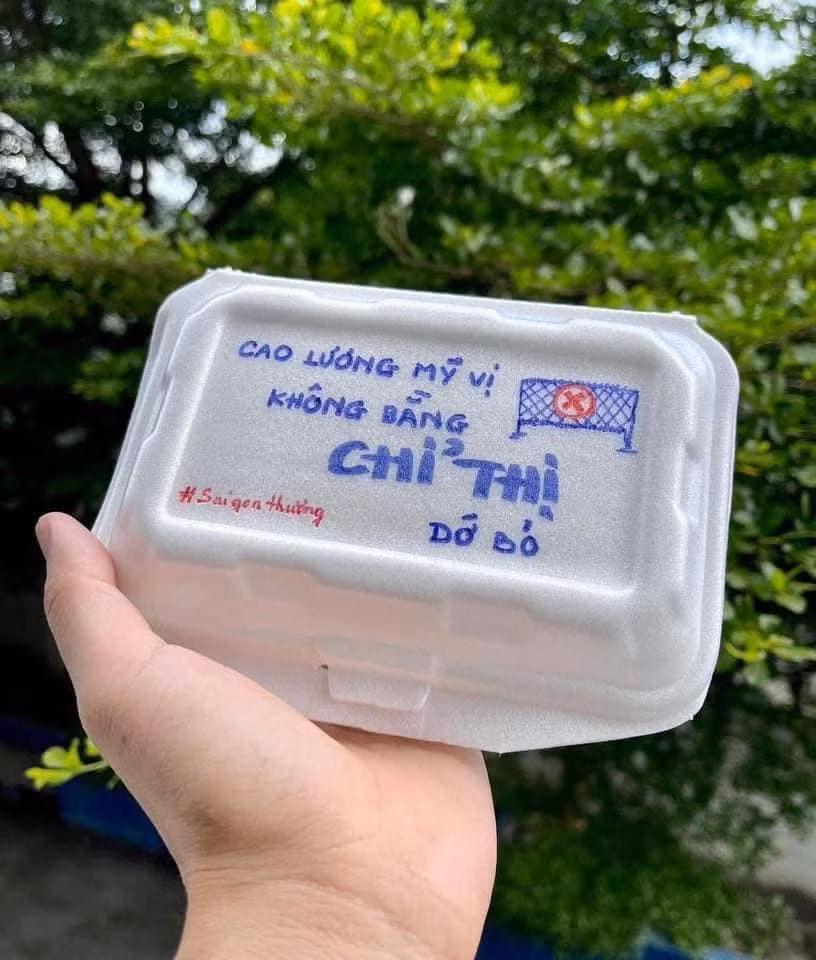 CAO LƯƠNG MỸ VỊ
KHÔNG BẰNG
CHỈ THỊ
DỠ BỎ
#Saigonthương